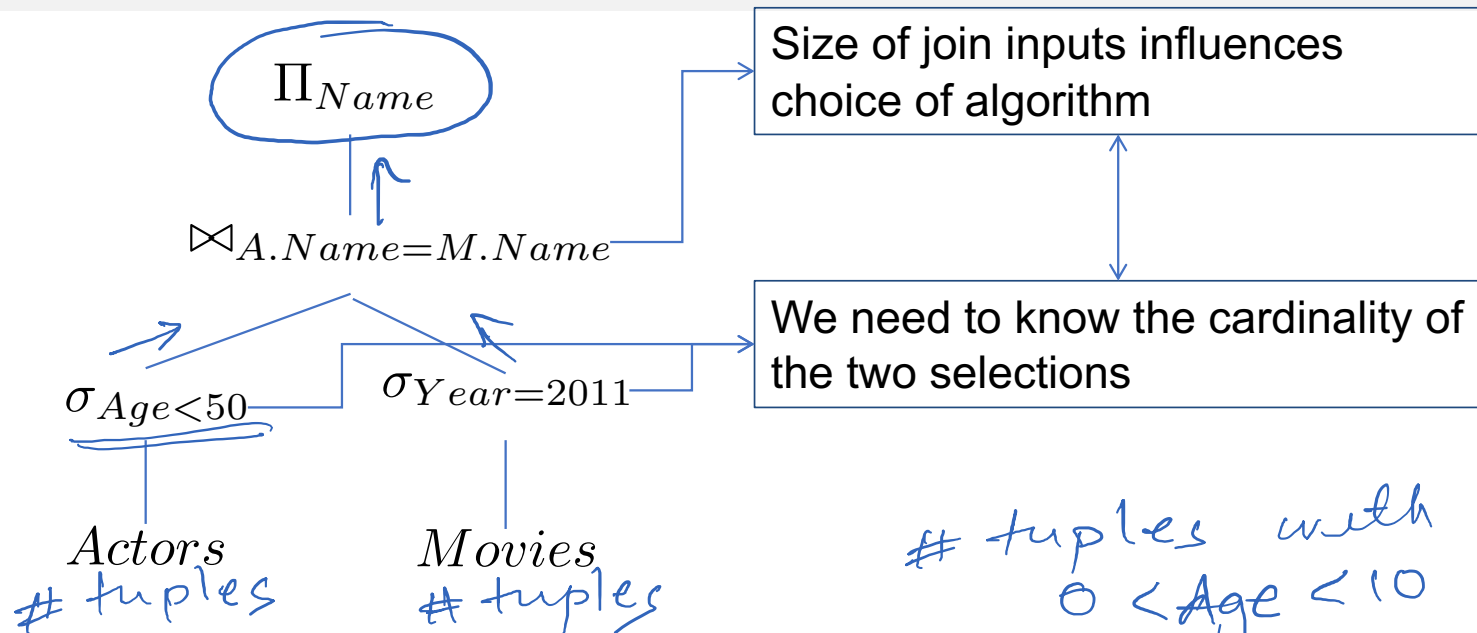 Π_Name
Size of join inputs influences
choice of algorithm
⋈_A.Name=M.Name
We need to know the cardinality of
the two selections
σ_Age<50
σ_Year=2011
Actors
Movies
# tuples
# tuples
# tuples with
0 < Age < 10